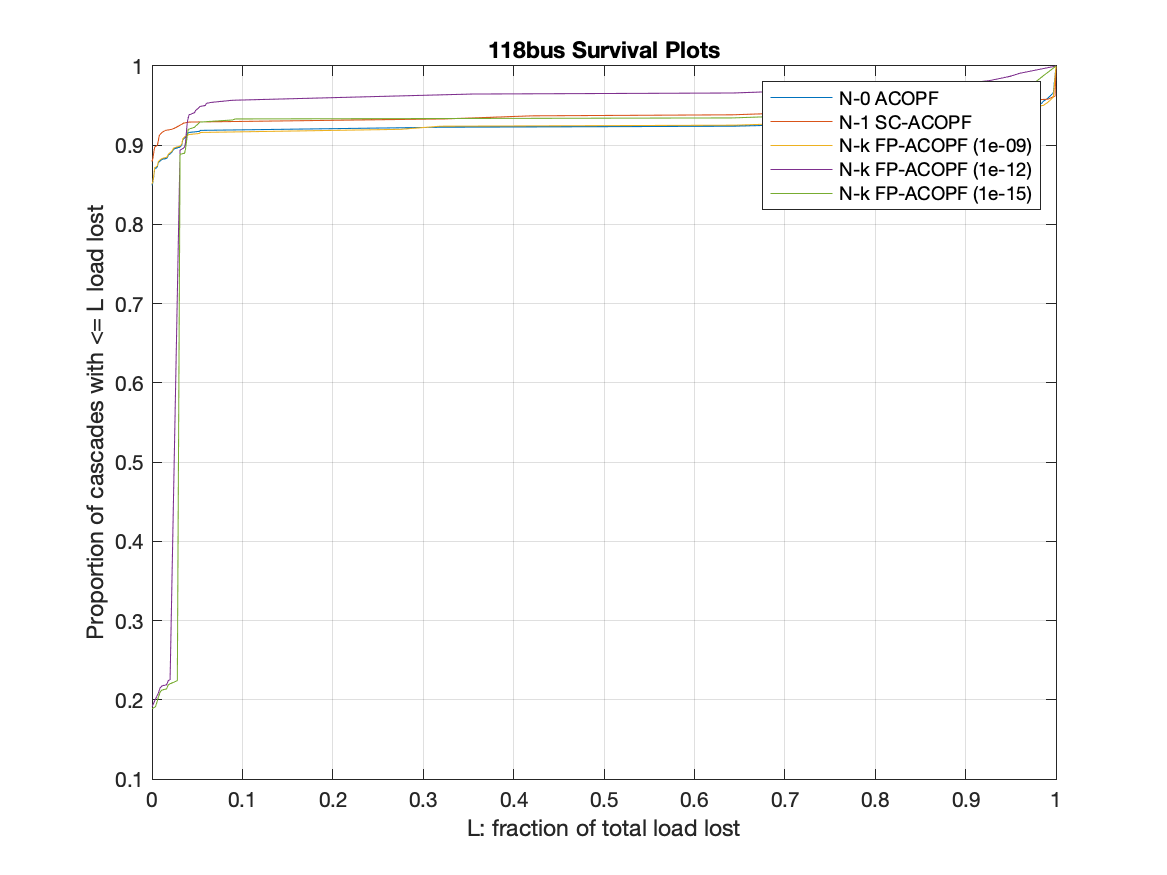 118bus Survival Plots
1
0.9
0.8
0.7
0.6
0.5
0.4
0.3
0.2
0.1
Proportion of cascades with <= L load lost
N-0 ACOPF
N-1 SC-ACOPF
N-k FP-ACOPF (1e-09)
N-k FP-ACOPF (1e-12)
N-k FP-ACOPF (1e-15)
0 0.1 0.2 0.3 0.4 0.5 0.6 0.7 0.8 0.9 1
L: fraction of total load lost